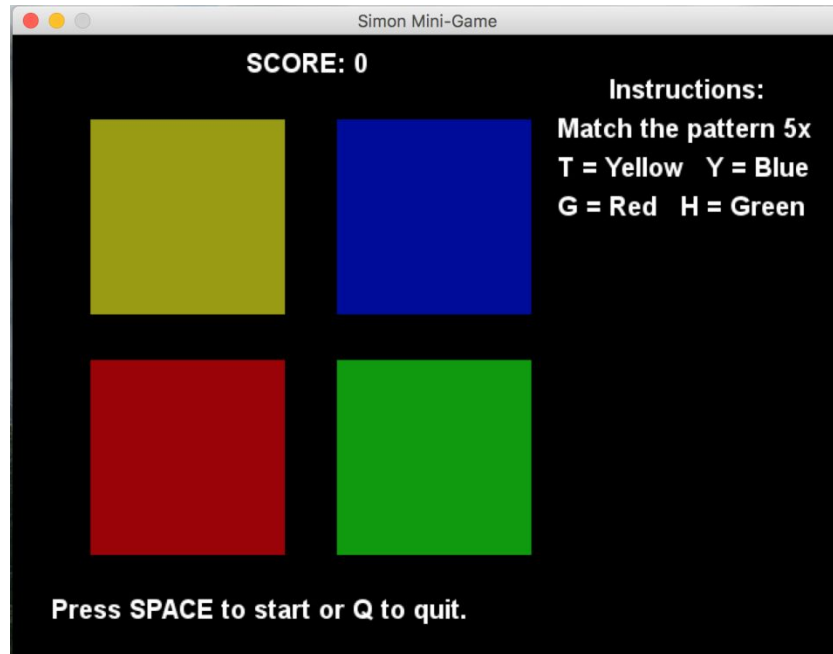 Simon Mini-Game
SCORE: 0
Instructions:
Match the pattern 5x
T = Yellow Y = Blue
G = Red H = Green
Press SPACE to start or Q to quit.